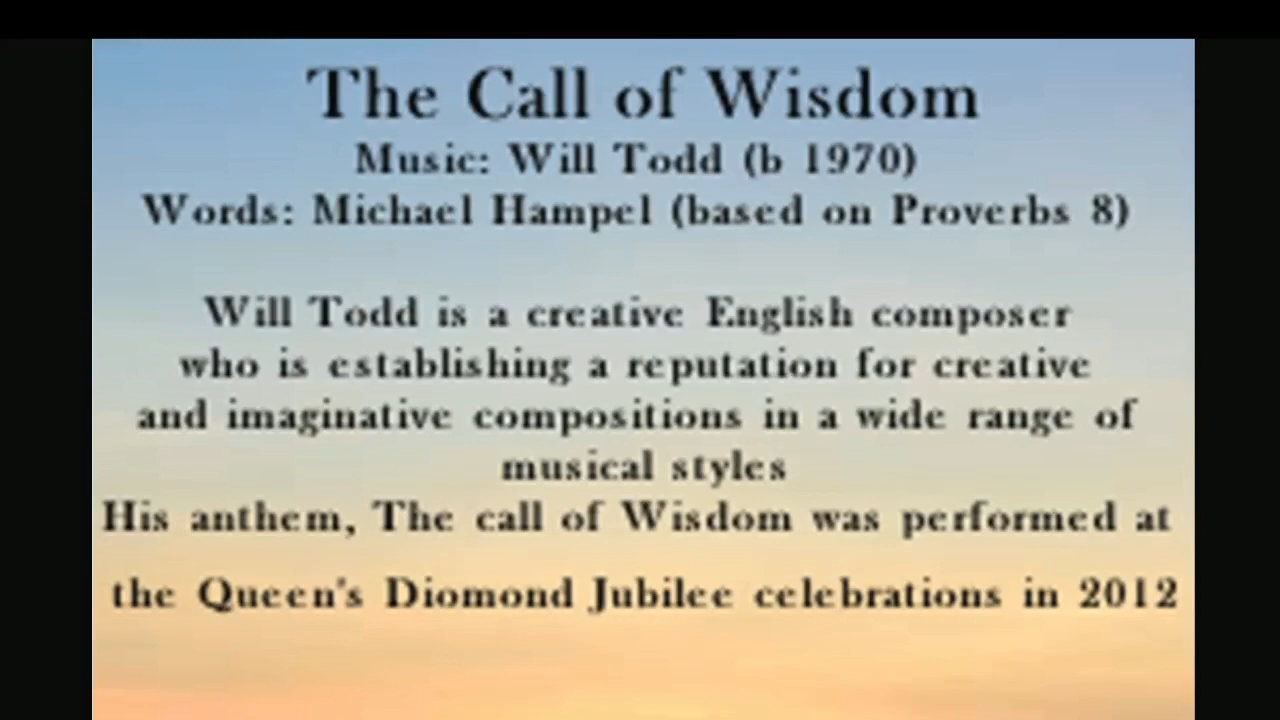 The Call of Wisdom
Music: Will Todd (b 1970)
Words: Michael Hampel (based on Proverbs 8)
Will Todd is a creative English composer
who is establishing a reputation for creative
and imaginative compositions in a wide range of
musical styles
His anthem, The call of Wisdom was performed at
the Queen's Diomond Jubilee celebrations in 2012